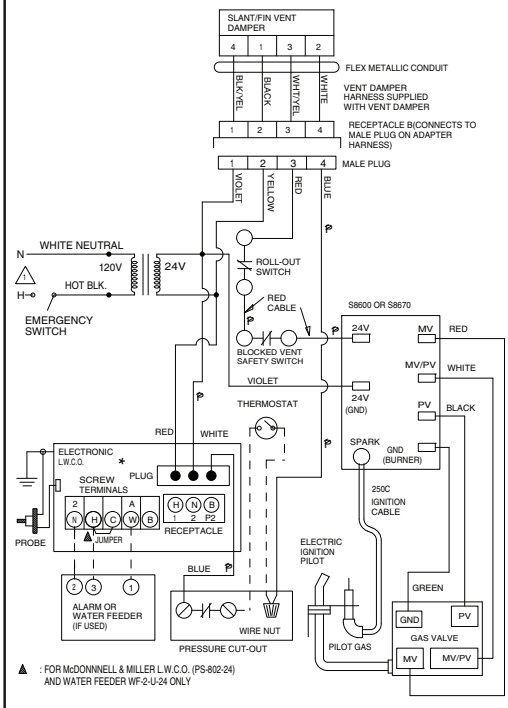 SLANT/FIN VENT
DAMPER
4 1 3 2
FLEX METALLIC CONDUIT
BLK/YEL
BLACK
WHT/YEL
WHITE
VENT DAMPER
HARNESS SUPPLIED
WITH VENT DAMPER
1 2 3 4
RECEPTACLE B(CONNECTS TO
MALE PLUG ON ADAPTER
HARNESS)
1 2 3 4
MALE PLUG
VIOLET
YELLOW
RED
BLUE
N
WHITE NEUTRAL
120V
24V
1
H
HOT BLK.
EMERGENCY
SWITCH
ROLL-OUT
SWITCH
RED
CABLE
BLOCKED VENT
SAFETY SWITCH
VIOLET
S8600 OR S8670
24V
MV
RED
MV/PV
WHITE
24V
(GND)
PV
BLACK
SPARK
GND
(BURNER)
THERMOSTAT
RED
WHITE
ELECTRONIC
L.W.C.O.
*
PLUG
SCREW
TERMINALS
2 A
N H C W B
JUMPER
H N B
1 2 P2
RECEPTACLE
PROBE
250C
IGNITION
CABLE
ELECTRIC
IGNITION
PILOT
GREEN
BLUE
2 3 1
ALARM OR
WATER FEEDER
(IF USED)
WIRE NUT
PRESSURE CUT-OUT
PILOT GAS
GND
PV
GAS VALVE
MV
MV/PV
: FOR McDONNNELL & MILLER L.W.C.O. (PS-802-24)
AND WATER FEEDER WF-2-U-24 ONLY